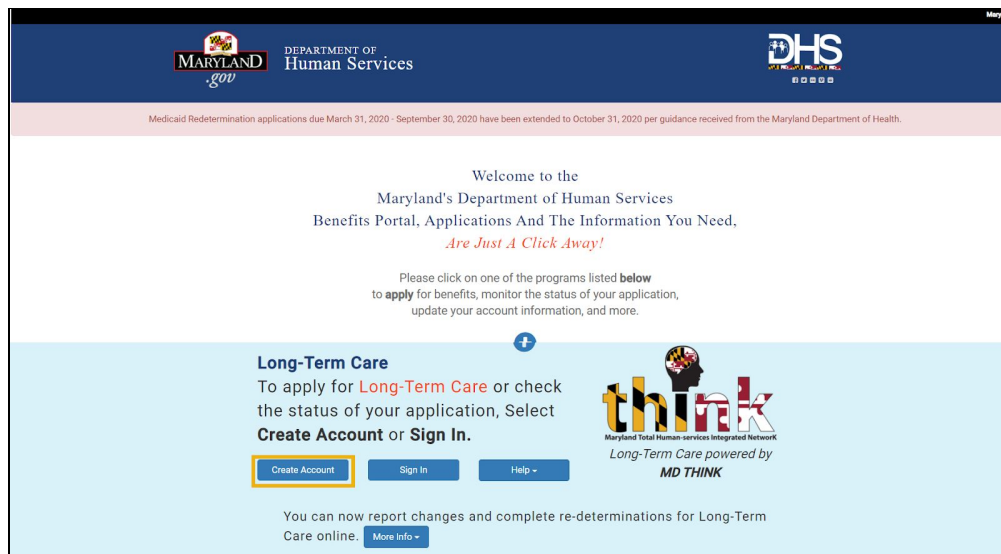 Mary
MARYLAND
.gov
DEPARTMENT OF
Human Services
DHS
Medicaid Redetermination applications due March 31, 2020 - September 30, 2020 have been extended to October 31, 2020 per guidance received from the Maryland Department of Health.
Welcome to the
Maryland's Department of Human Services
Benefits Portal, Applications And The Information You Need,
Are Just A Click Away!
Please click on one of the programs listed below
to apply for benefits, monitor the status of your application,
update your account information, and more.
Long-Term Care
To apply for Long-Term Care or check
the status of your application, Select
Create Account or Sign In.
Create Account
Sign In
Help
think
Maryland Total Human-services Integrated NetworK
Long-Term Care powered by
MD THINK
You can now report changes and complete re-determinations for Long-Term
Care online. More Info